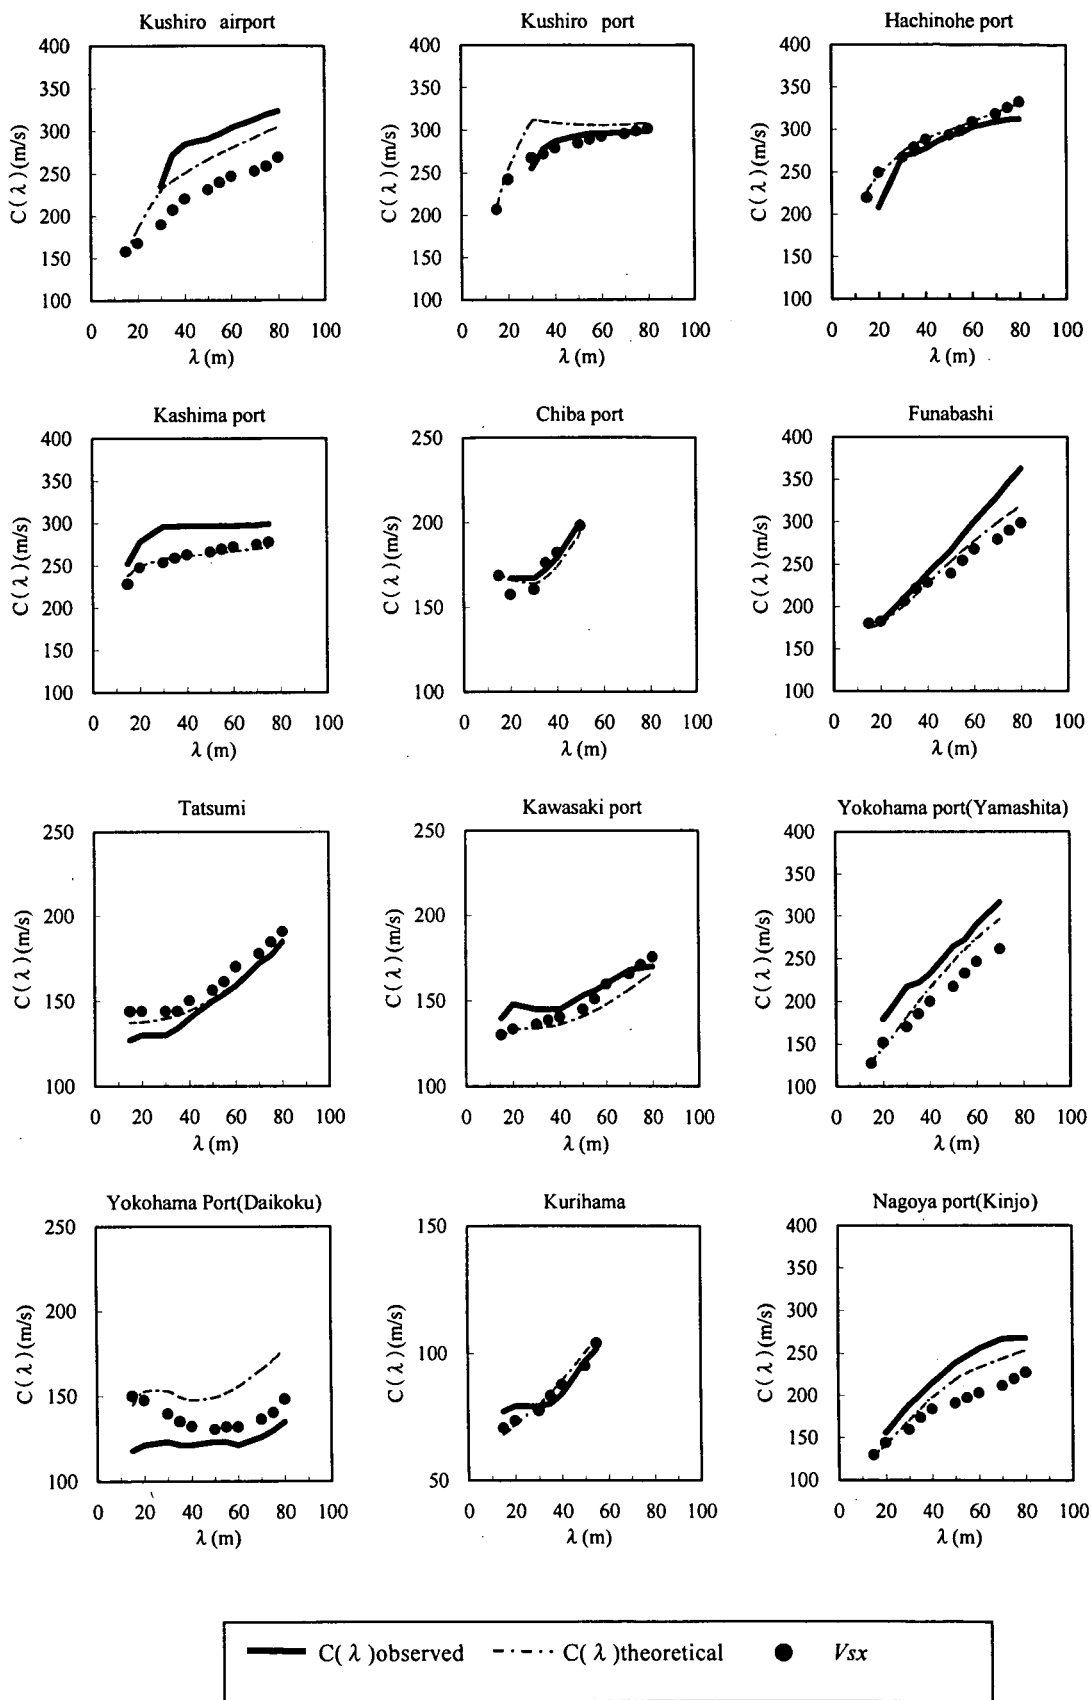 Kushiro airport
Kushiro port
Hachinohe port
400
350
300
250
200
150
100
C(λ)(m/s)
0 20 40 60 80 100
λ(m)
400
350
300
250
200
150
100
C(λ)(m/s)
0 20 40 60 80 100
λ(m)
400
350
300
250
200
150
100
C(λ)(m/s)
0 20 40 60 80 100
λ(m)
Kashima port
Chiba port
Funabashi
400
350
300
250
200
150
100
C(λ)(m/s)
0 20 40 60 80 100
λ(m)
250
200
150
100
C(λ)(m/s)
0 20 40 60 80 100
λ(m)
400
350
300
250
200
150
100
C(λ)(m/s)
0 20 40 60 80 100
λ(m)
Tatsumi
Kawasaki port
Yokohama port(Yamashita)
250
200
150
100
C(λ)(m/s)
0 20 40 60 80 100
λ(m)
250
200
150
100
C(λ)(m/s)
0 20 40 60 80 100
λ(m)
400
350
300
250
200
150
100
C(λ)(m/s)
0 20 40 60 80 100
λ(m)
Yokohama Port(Daikoku)
Kurihama
Nagoya port(Kinjo)
250
200
150
100
C(λ)(m/s)
0 20 40 60 80 100
λ(m)
150
100
50
C(λ)(m/s)
0 20 40 60 80 100
λ(m)
400
350
300
250
200
150
100
C(λ)(m/s)
0 20 40 60 80 100
λ(m)
C(λ)observed C(λ)theoretical Vsx